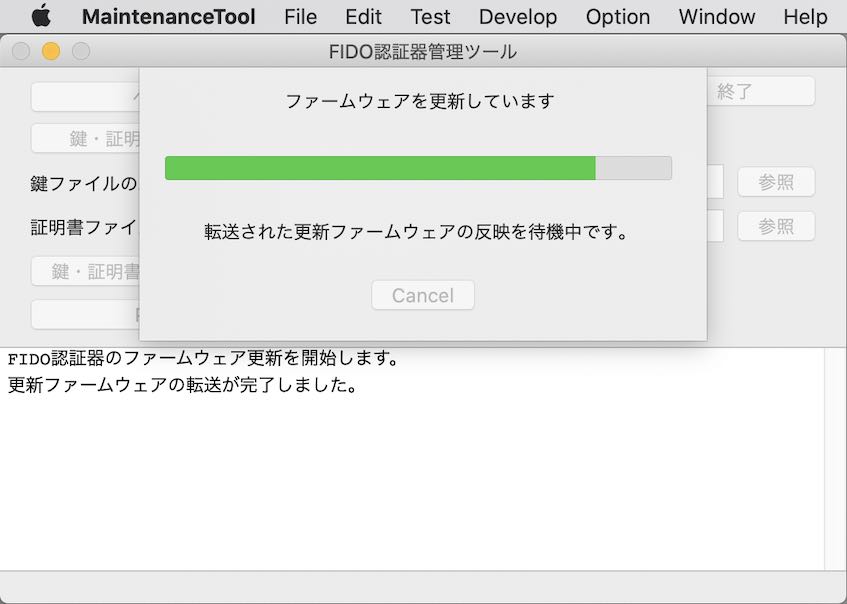 MaintenanceTool File Edit Test Develop Option Window Help
FIDO認証器管理ツール
ファームウェアを更新しています
終了
鍵・証明
鍵ファイルの
参照
転送された更新ファームウェアの反映を待機中です。
証明書ファイ
参照
鍵・証明書
Cancel
FIDO認証器のファームウェア更新を開始します。
更新ファームウェアの転送が完了しました。